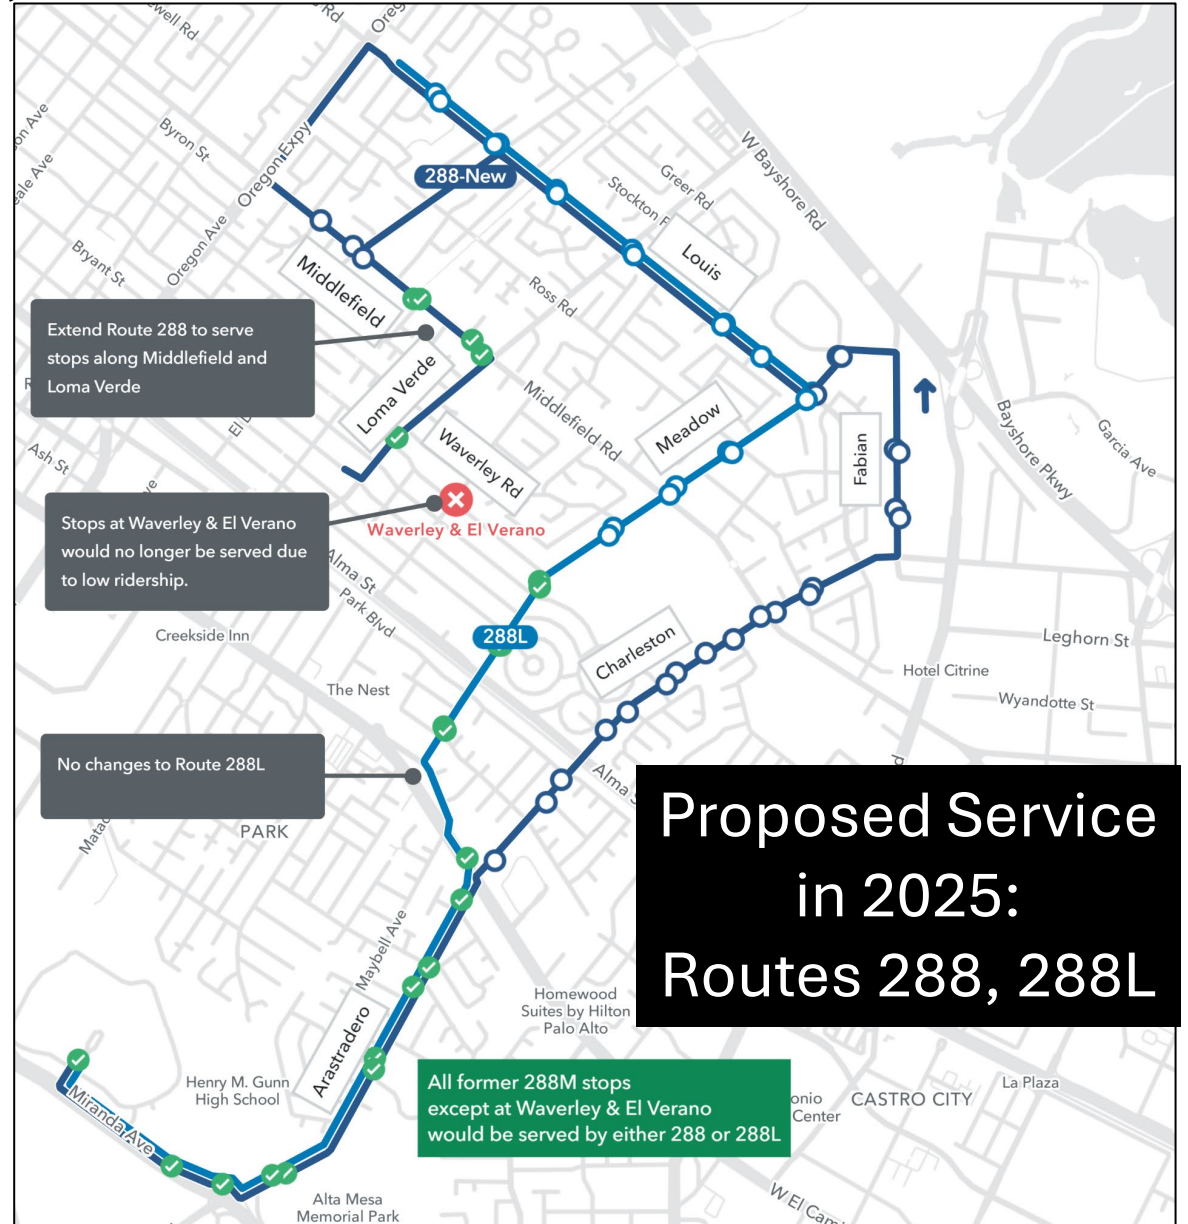 Byron St
Oregon Expy
Oregon Ave
Bryant St
288-New
Greer Rd
W Bayshore Rd
Louis
Middlefield
Ross Rd
Extend Route 288 to serve
stops along Middlefield and
Loma Verde
Loma Verde
Middlefield Rd
Meadow
Waverley Rd
Fabian
Bayshore Pkwy
Garcia Ave
Ash St
Stops at Waverley & El Verano
would no longer be served due
to low ridership.
Waverley & El Verano
Alma St
Park Blvd
Creekside Inn
288L
Charleston
Leghorn St
Hotel Citrine
The Nest
Wyandotte St
No changes to Route 288L
Alma
PARK
Proposed Service
in 2025:
Routes 288, 288L
Maybell Ave
Homewood
Suites by Hilton
Palo Alto
Arastradero
Henry M. Gunn
High School
Miranda Ave
All former 288M stops
except at Waverley & El Verano
would be served by either 288 or 288L
Center
CASTRO CITY
La Plaza
Alta Mesa
Memorial Park